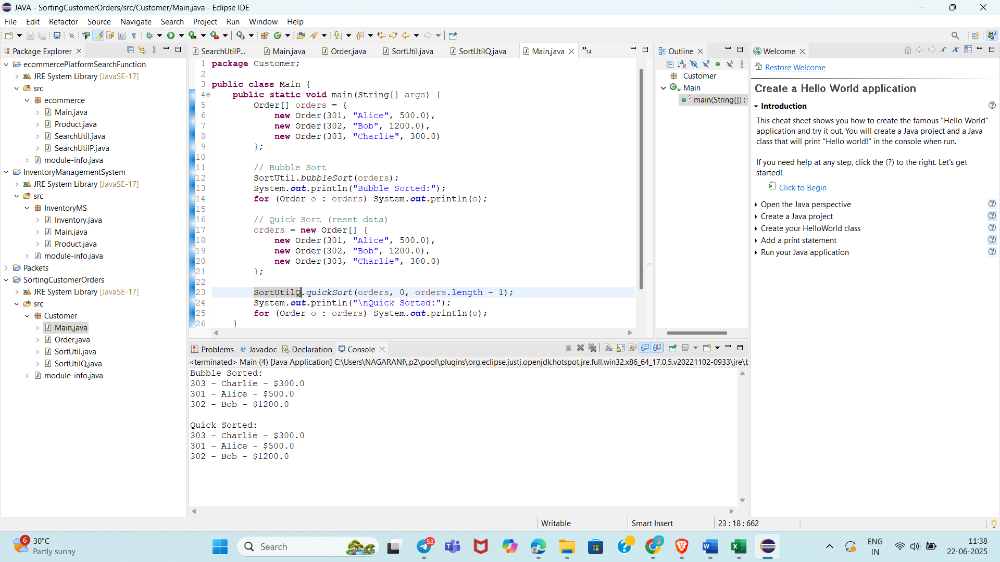 JAVA - SortingCustomerOrders/src/Customer/Main.java - Eclipse IDE
File Edit Refactor Source Navigate Search Project Run Window Help
Package Explorer
ecommercePlatformSearchFunction
JRE System Library [JavaSE-17]
src
ecommerce
Main.java
Product.java
SearchUtil.java
SearchUtilP.java
module-info.java
InventoryManagementSystem
JRE System Library [JavaSE-17]
src
InventoryMS
Inventory.java
Main.java
Product.java
module-info.java
Packets
SortingCustomerOrders
JRE System Library [JavaSE-17]
src
Customer
Main.java
Order.java
SortUtil.java
SortUtilQ.java
module-info.java
SearchUtilP... Main.java Order.java SortUtil.java SortUtilQ.java Main.java »14
1 package Customer;
2
3 public class Main {
4 public static void main(String[] args) {
5 Order[] orders = {
6 new Order(301, "Alice", 500.0),
7 new Order(302, "Bob", 1200.0),
8 new Order(303, "Charlie", 300.0)
9 };
10
11 // Bubble Sort
12 SortUtil.bubbleSort(orders);
13 System.out.println("Bubble Sorted:");
14 for (Order o : orders) System.out.println(o);
15
16 // Quick Sort (reset data)
17 orders = new Order[] {
18 new Order(301, "Alice", 500.0),
19 new Order(302, "Bob", 1200.0),
20 new Order(303, "Charlie", 300.0)
21 };
22
23 SortUtilQ.quickSort(orders, 0, orders.length - 1);
24 System.out.println("\nQuick Sorted:");
25 for (Order o : orders) System.out.println(o);
26 }
Outline
Customer
Main
main(String[]) :
Welcome
Restore Welcome
Create a Hello World application
Introduction
This cheat sheet shows you how to create the famous "Hello World"
application and try it out. You will create a Java project and a Java
class that will print "Hello world!" in the console when run.
If you need help at any step, click the (?) to the right. Let's get
started!
Click to Begin
Open the Java perspective
Create a Java project
Create your HelloWorld class
Add a print statement
Run your Java application
Problems @ Javadoc Declaration Console
<terminated> Main (4) [Java Application] C:\Users\NAGARANI\.p2\pool\plugins\org.eclipse.justj.openjdk.hotspot.jre.full.win32.x86_64_17.0.5.v20221102-0933\jre\b
Bubble Sorted:
303 - Charlie - $300.0
301 - Alice - $500.0
302 - Bob - $1200.0
Quick Sorted:
303 - Charlie - $300.0
301 - Alice - $500.0
302 - Bob - $1200.0
Writable Smart Insert 23 : 18 : 662
6
30°C
Partly sunny
Search
53
ENG
IN
11:38
22-06-2025